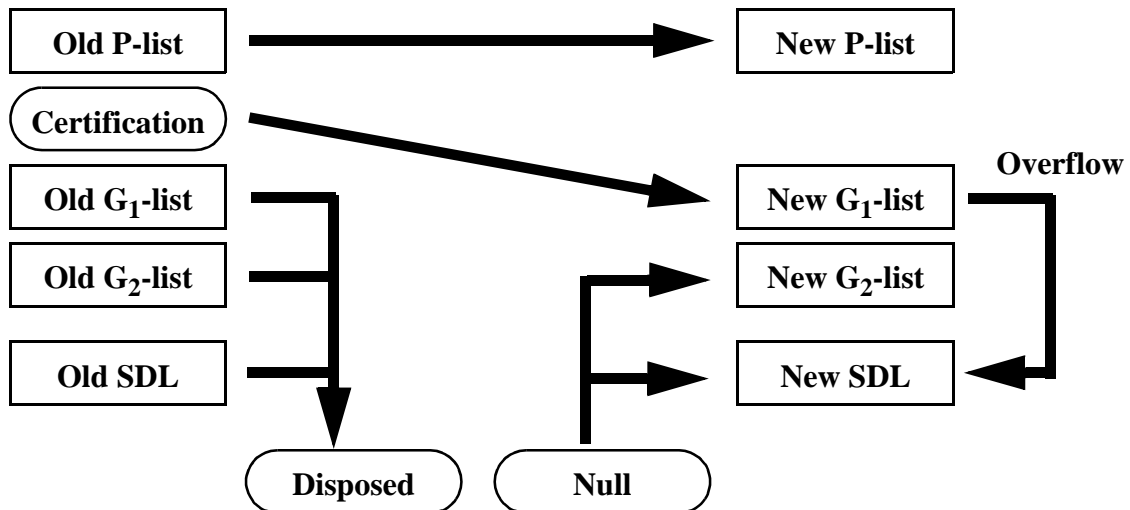 Old P-list
New P-list
Certification
Overflow
Old G₁-list
New G₁-list
Old G₂-list
New G₂-list
Old SDL
New SDL
Disposed
Null